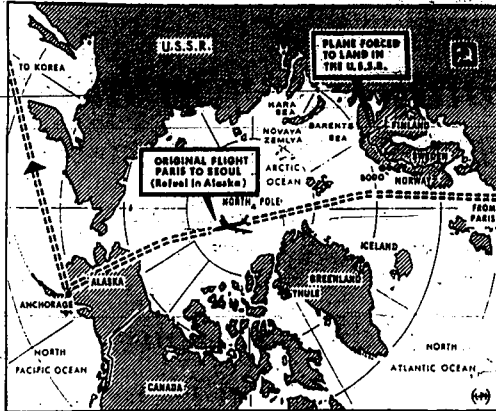 U.S.S.R.
TO KOREA
PLANE FORCED
TO LAND IN
THE U.S.S.R.
KARA
SEA
NOVAYA
ZEMLYA
BARENTS
SEA
FINLAND
SWEDEN
NORWAY
BODO
ORIGINAL FLIGHT
PARIS TO SEOUL
(Refuel in Alaska)
ARCTIC
OCEAN
NORTH POLE
FROM
PARIS
ICELAND
GREENLAND
THULE
ALASKA
ANCHORAGE
NORTH
PACIFIC OCEAN
CANADA
NORTH
ATLANTIC OCEAN